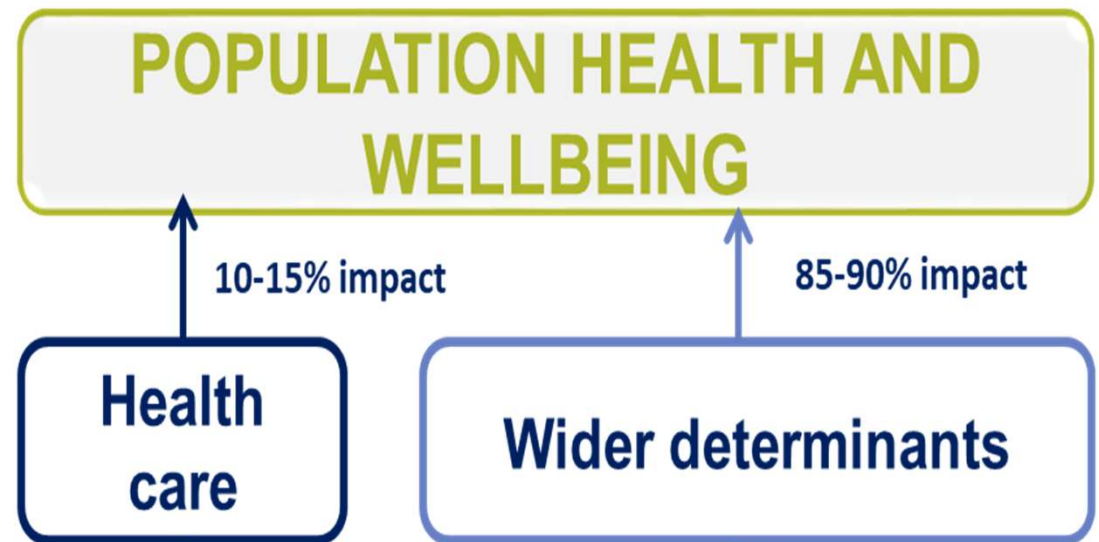 POPULATION HEALTH AND
WELLBEING
10-15% impact
85-90% impact
Health
care
Wider determinants